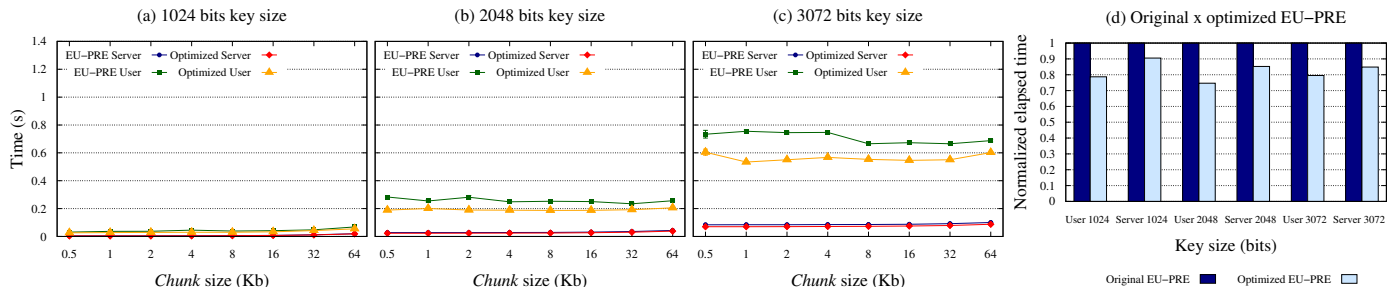 (a) 1024 bits key size
Time (s)
1.4
1.2
1
0.8
0.6
0.4
0.2
0
EU−PRE Server
Optimized Server
EU−PRE User
Optimized User
0.5 1 2 4 8 16 32 64
Chunk size (Kb)
(b) 2048 bits key size
EU−PRE Server
Optimized Server
EU−PRE User
Optimized User
0.5 1 2 4 8 16 32 64
Chunk size (Kb)
(c) 3072 bits key size
EU−PRE Server
Optimized Server
EU−PRE User
Optimized User
0.5 1 2 4 8 16 32 64
Chunk size (Kb)
(d) Original x optimized EU−PRE
Normalized elapsed time
1
0.9
0.8
0.7
0.6
0.5
0.4
0.3
0.2
0.1
0
User 1024 Server 1024 User 2048 Server 2048 User 3072 Server 3072
Key size (bits)
Original EU−PRE
Optimized EU−PRE